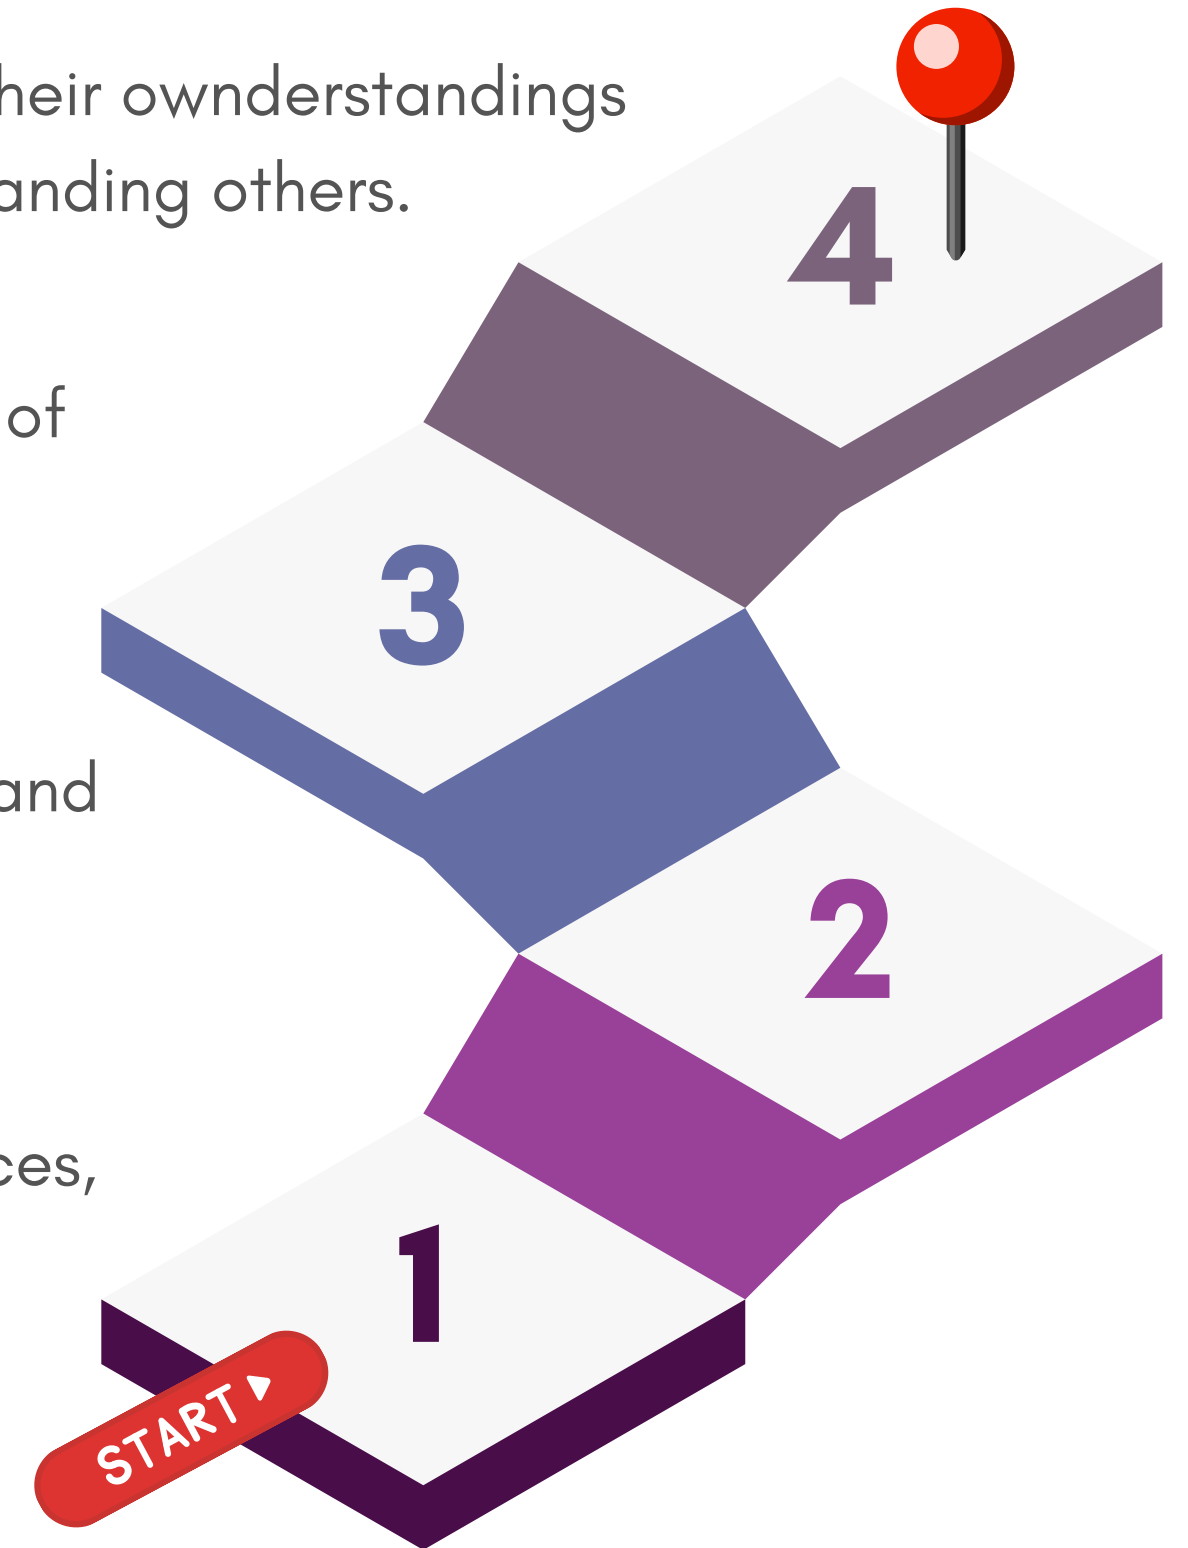 heir ownderstandings
anding others.
4
of
3
and
2
ces,
1
START